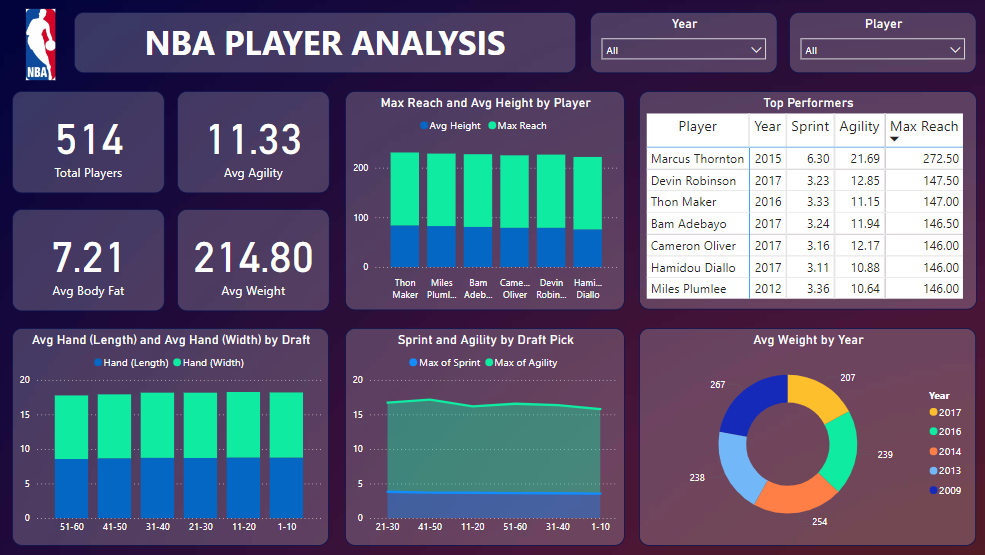 NBA
NBA PLAYER ANALYSIS
Year
All
Player
All
514
Total Players
11.33
Avg Agility
7.21
Avg Body Fat
214.80
Avg Weight
Max Reach and Avg Height by Player
Avg Height Max Reach
200
100
0
Thon Miles Bam Came... Devin Hami...
Maker Pluml... Adeb... Oliver Robin... Diallo
Top Performers
Player Year Sprint Agility Max Reach
Marcus Thornton 2015 6.30 21.69 272.50
Devin Robinson 2017 3.23 12.85 147.50
Thon Maker 2016 3.33 11.15 147.00
Bam Adebayo 2017 3.24 11.94 146.50
Cameron Oliver 2017 3.16 12.17 146.00
Hamidou Diallo 2017 3.11 10.88 146.00
Miles Plumlee 2012 3.36 10.64 146.00
Avg Hand (Length) and Avg Hand (Width) by Draft
Hand (Length) Hand (Width)
20
15
10
5
0
51-60 41-50 31-40 21-30 11-20 1-10
Sprint and Agility by Draft Pick
Max of Sprint Max of Agility
20
15
10
5
0
21-30 41-50 11-20 51-60 31-40 1-10
Avg Weight by Year
207
239
254
238
267
Year
2017
2016
2014
2013
2009